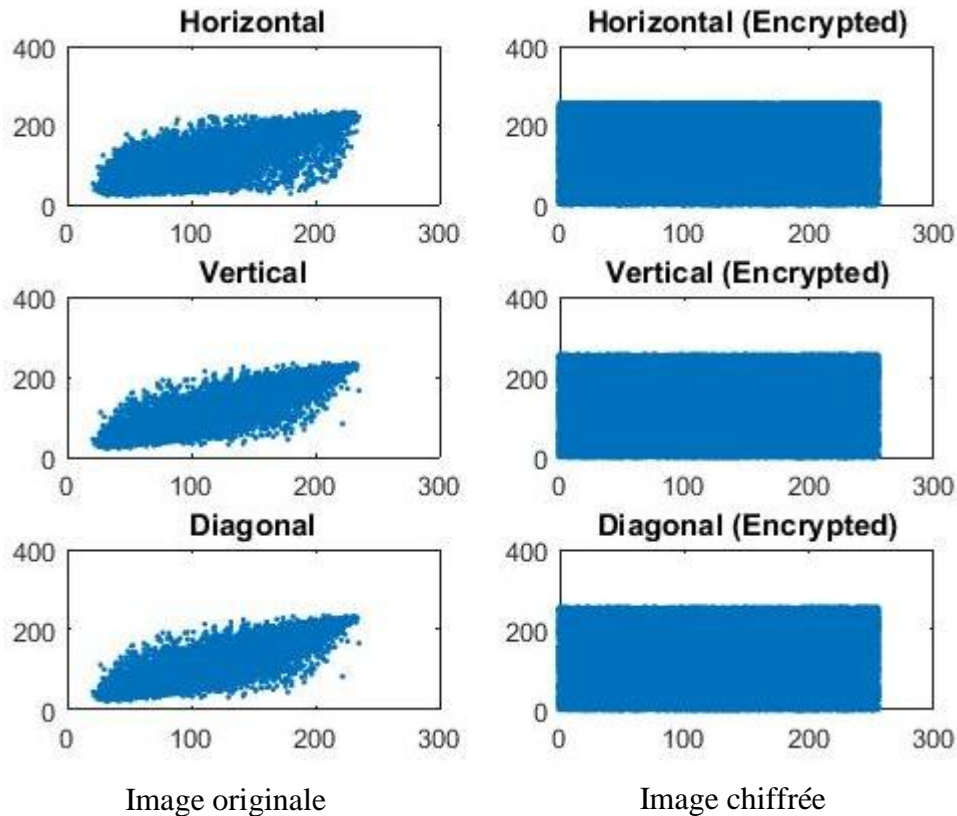 Horizontal
Horizontal (Encrypted)
400
200
0
0 100 200 300
400
200
0
0 100 200 300
Vertical
Vertical (Encrypted)
400
200
0
0 100 200 300
400
200
0
0 100 200 300
Diagonal
Diagonal (Encrypted)
400
200
0
0 100 200 300
400
200
0
0 100 200 300
Image originale
Image chiffrée